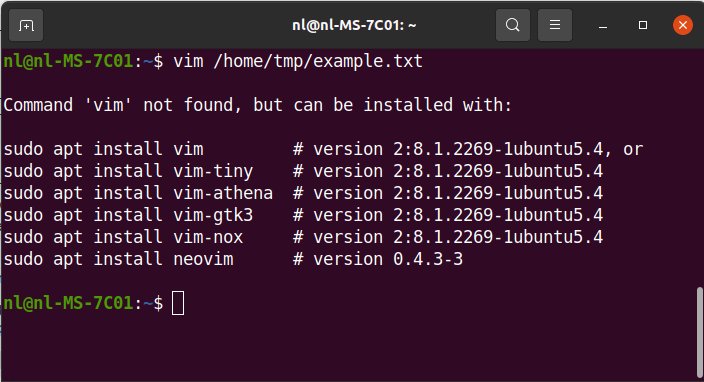 nl@nl-MS-7C01: ~
nl@nl-MS-7C01:~$ vim /home/tmp/example.txt
Command 'vim' not found, but can be installed with:
sudo apt install vim         # version 2:8.1.2269-1ubuntu5.4, or
sudo apt install vim-tiny    # version 2:8.1.2269-1ubuntu5.4
sudo apt install vim-athena  # version 2:8.1.2269-1ubuntu5.4
sudo apt install vim-gtk3    # version 2:8.1.2269-1ubuntu5.4
sudo apt install vim-nox     # version 2:8.1.2269-1ubuntu5.4
sudo apt install neovim      # version 0.4.3-3
nl@nl-MS-7C01:~$